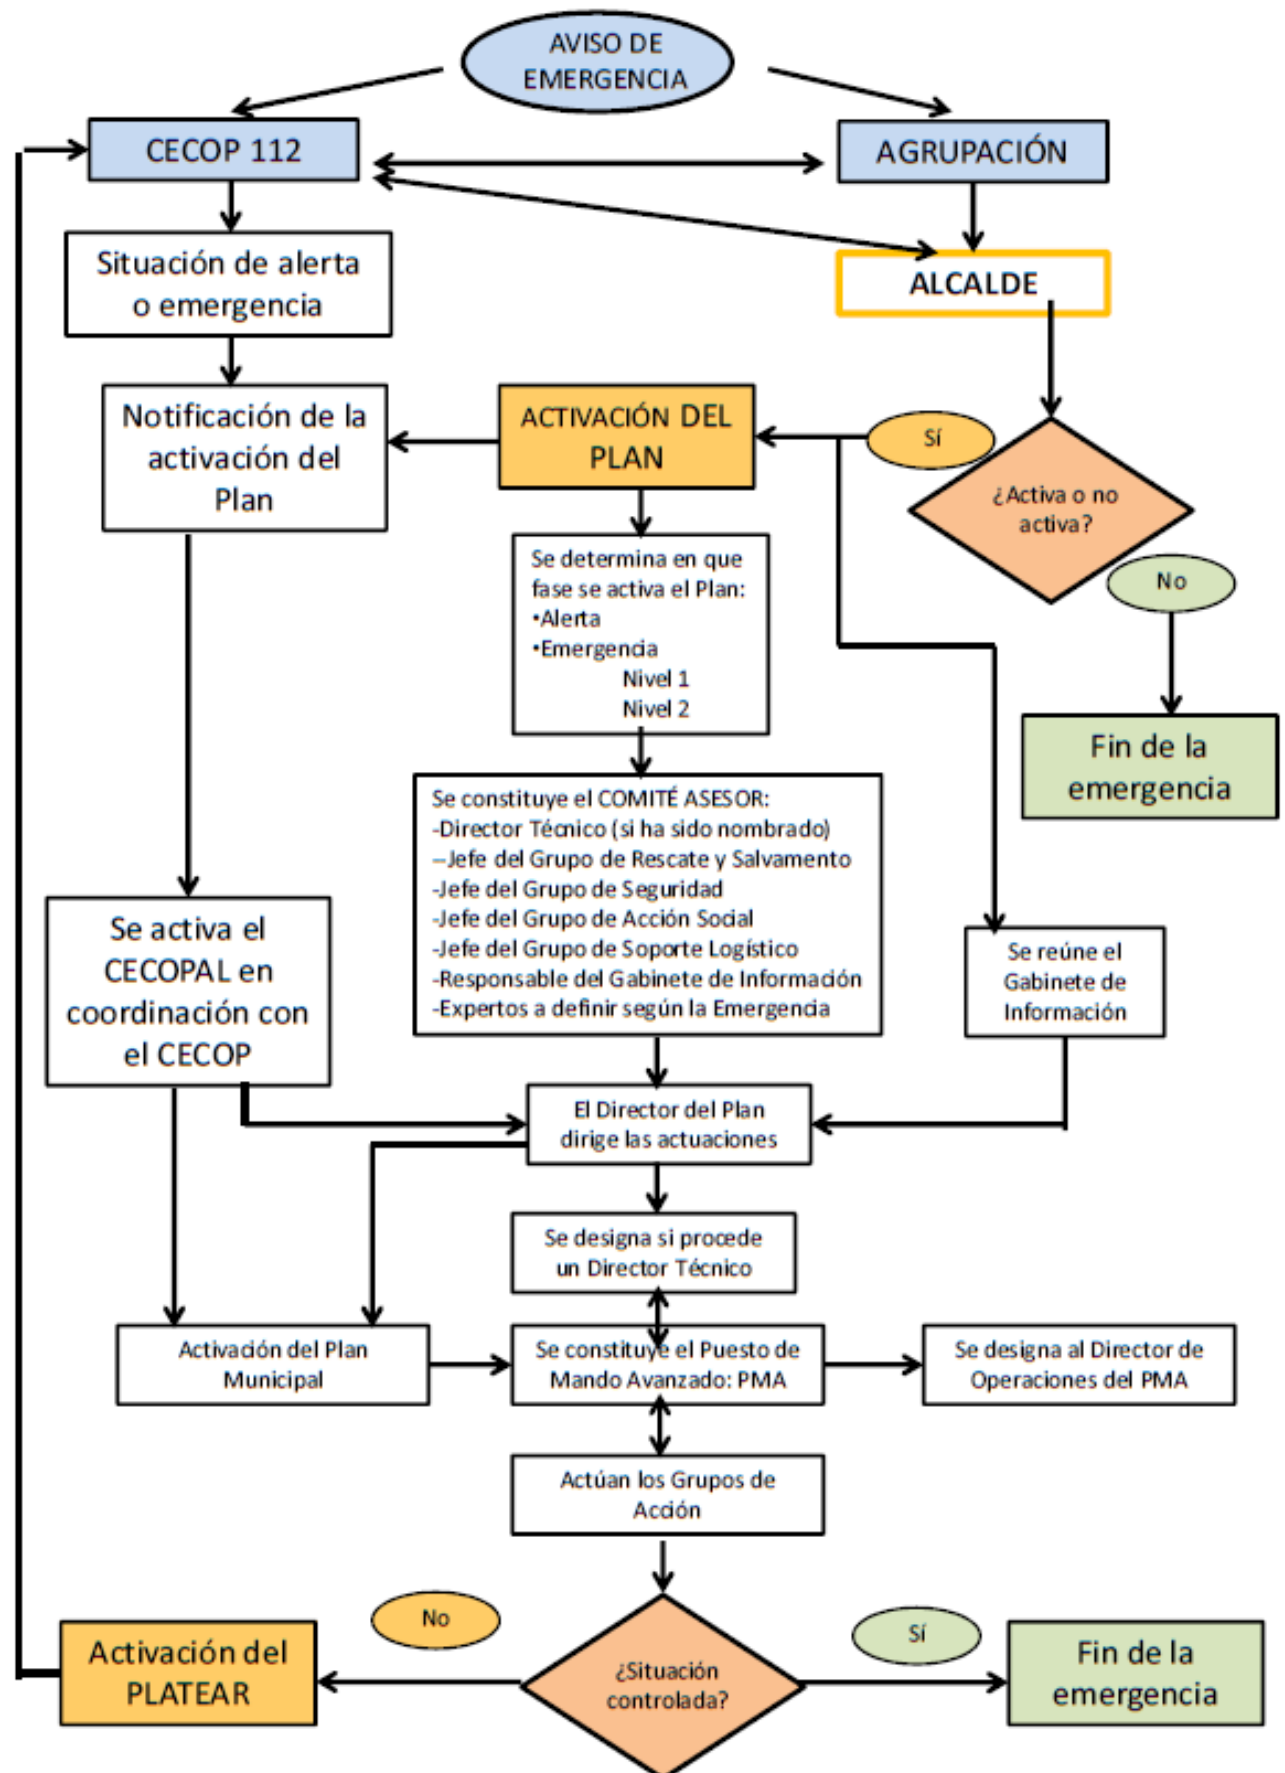 AVISO DE
EMERGENCIA
CECOP 112
AGRUPACIÓN
Situación de alerta
o emergencia
ALCALDE
Notificación de la
activación del
Plan
ACTIVACIÓN DEL
PLAN
Sí
¿Activa o no
activa?
No
Se determina en que
fase se activa el Plan:
•Alerta
•Emergencia
Nivel 1
Nivel 2
Fin de la
emergencia
Se constituye el COMITÉ ASESOR:
-Director Técnico (si ha sido nombrado)
–Jefe del Grupo de Rescate y Salvamento
-Jefe del Grupo de Seguridad
-Jefe del Grupo de Acción Social
-Jefe del Grupo de Soporte Logístico
-Responsable del Gabinete de Información
-Expertos a definir según la Emergencia
Se activa el
CECOPAL en
coordinación con
el CECOP
Se reúne el
Gabinete de
Información
El Director del Plan
dirige las actuaciones
Se designa si procede
un Director Técnico
Activación del Plan
Municipal
Se constituye el Puesto de
Mando Avanzado: PMA
Se designa al Director de
Operaciones del PMA
Actúan los Grupos de
Acción
No
Sí
Activación del
PLATEAR
¿Situación
controlada?
Fin de la
emergencia